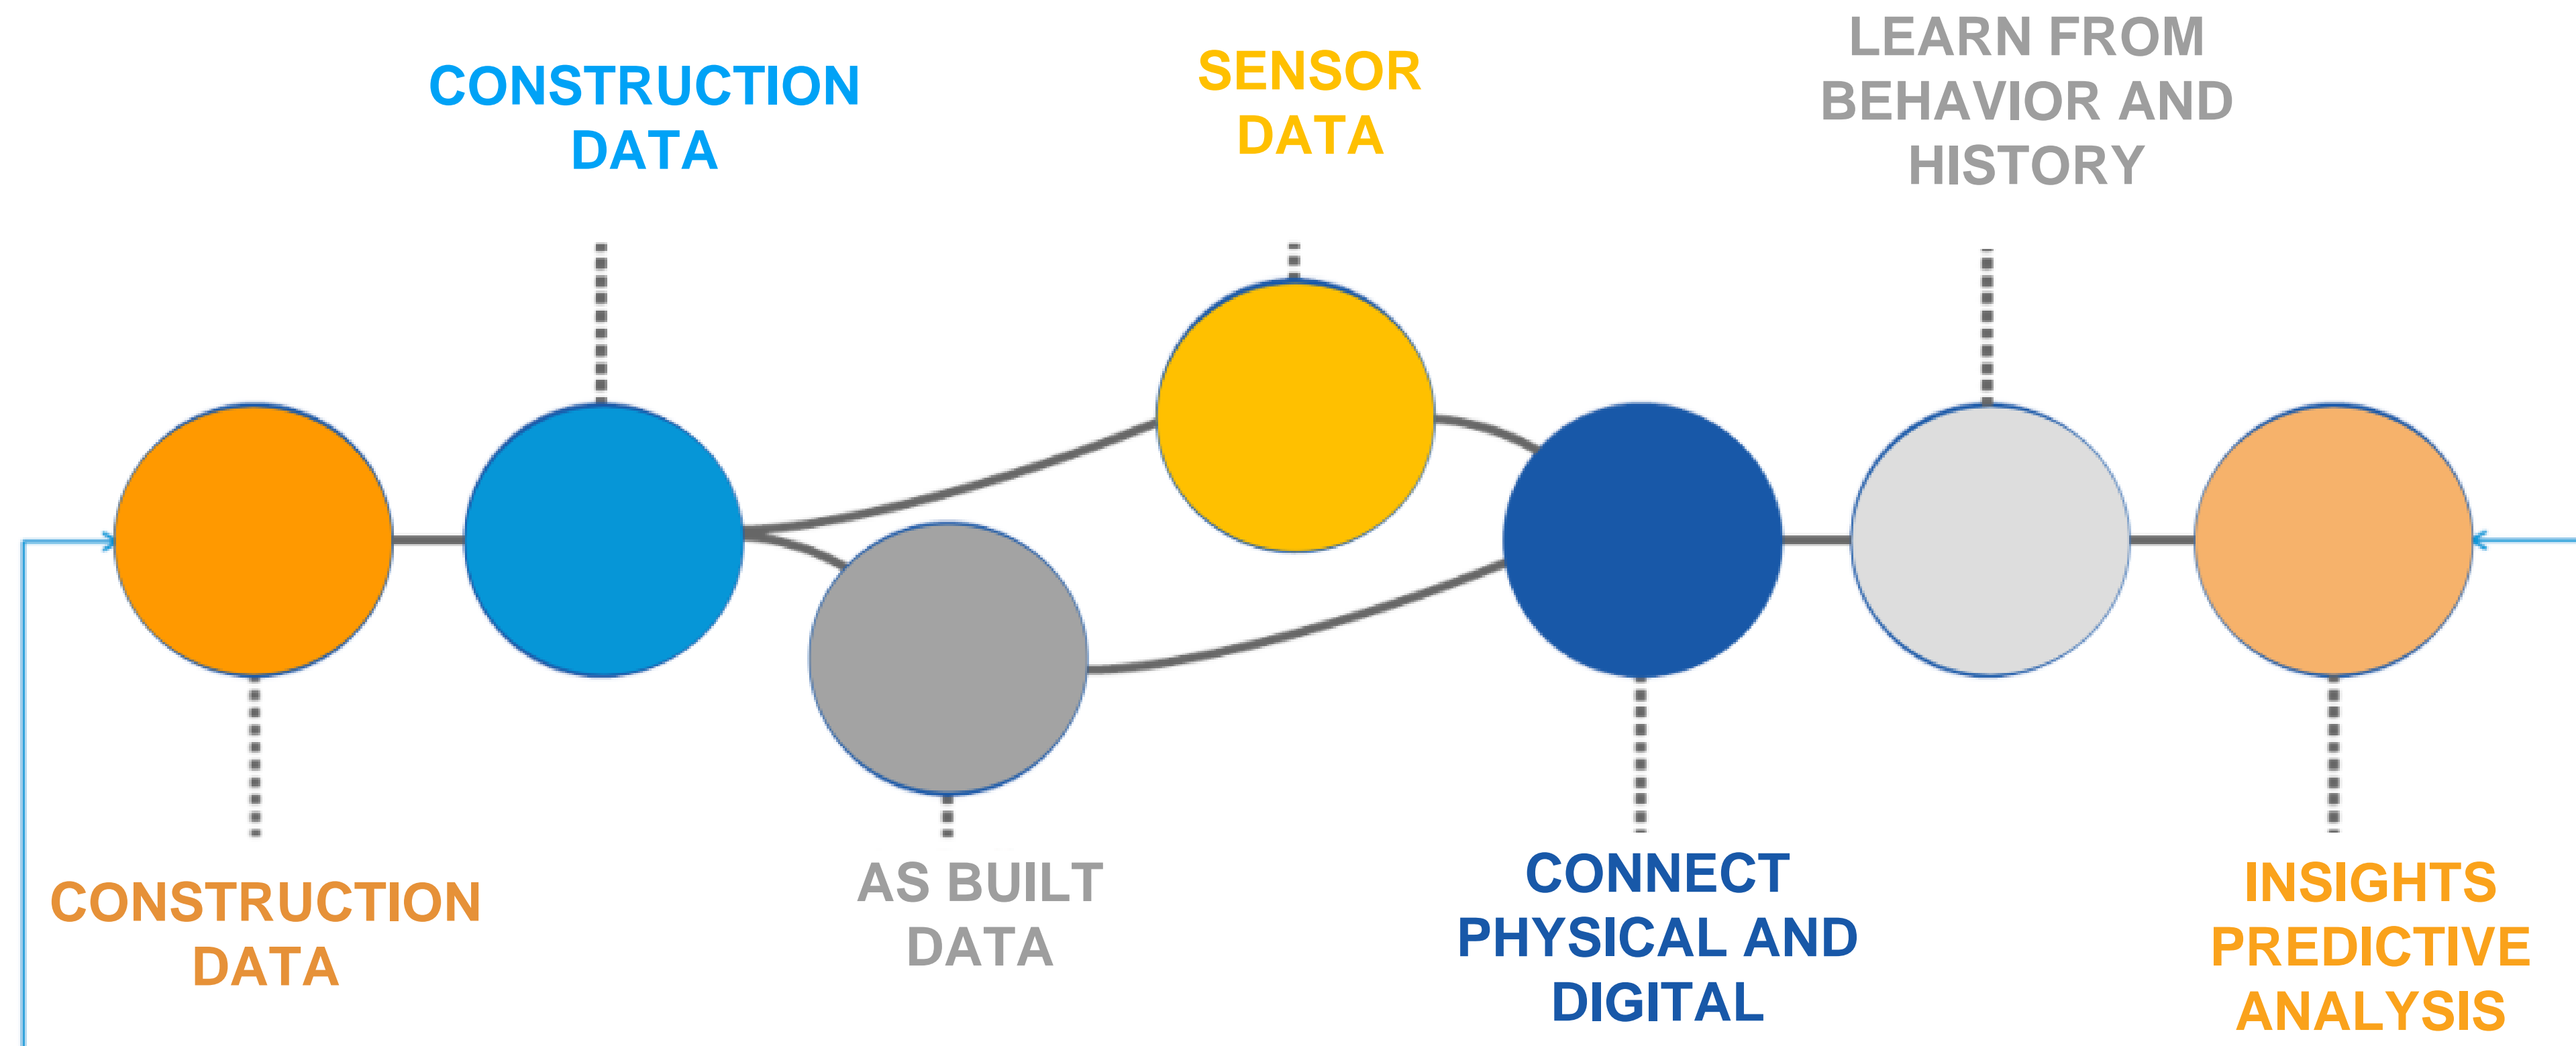 CONSTRUCTION
DATA
SENSOR
DATA
LEARN FROM
BEHAVIOR AND
HISTORY
CONSTRUCTION
DATA
AS BUILT
DATA
CONNECT
PHYSICAL AND
DIGITAL
INSIGHTS
PREDICTIVE
ANALYSIS